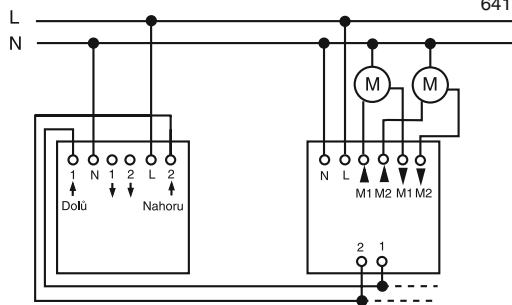 641
L
N
M M
1 N 1 2 L 2
Dolů Nahoru
N L M1 M2 M1 M2
2 1